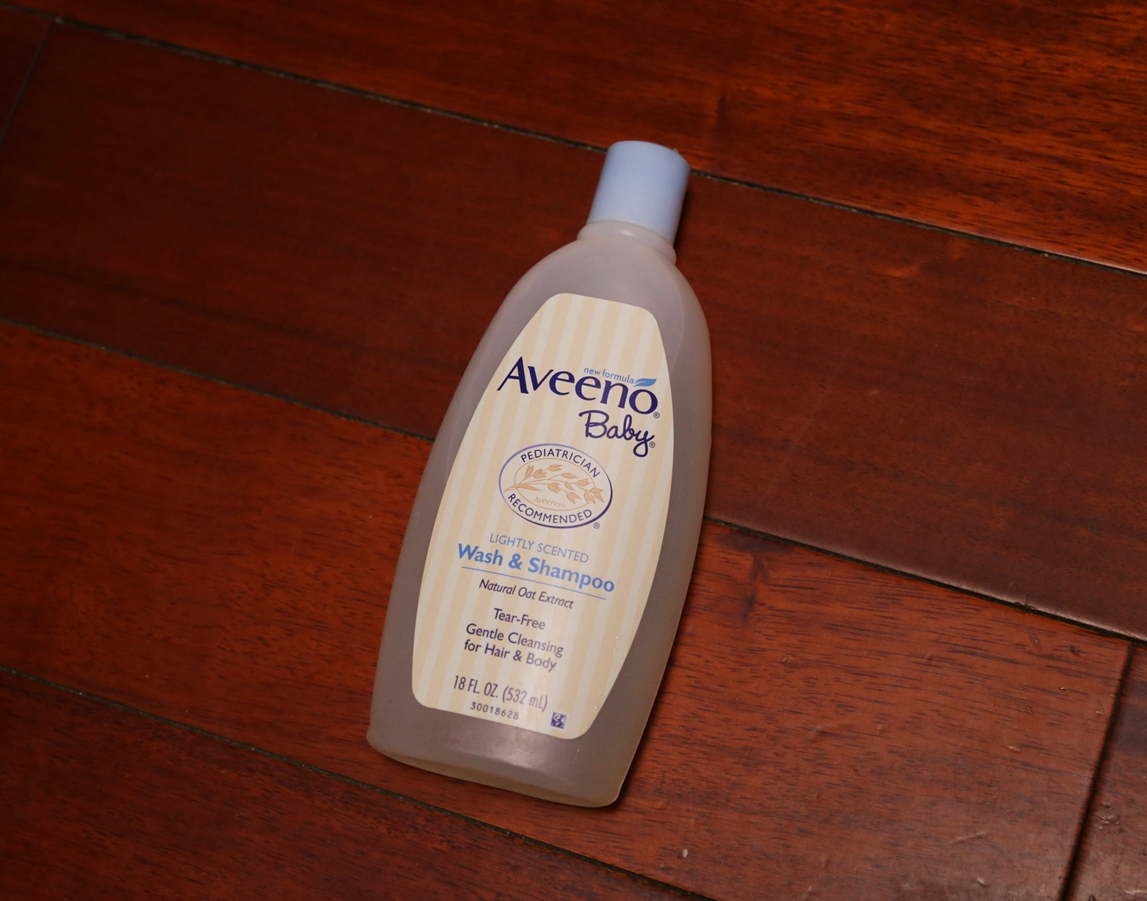 new formula
Aveeno®
Baby®
PEDIATRICIAN
Aveeno®
RECOMMENDED®
LIGHTLY SCENTED
Wash & Shampoo
Natural Oat Extract
Tear-Free
Gentle Cleansing
for Hair & Body
18 FL. OZ. (532 mL)
30018628